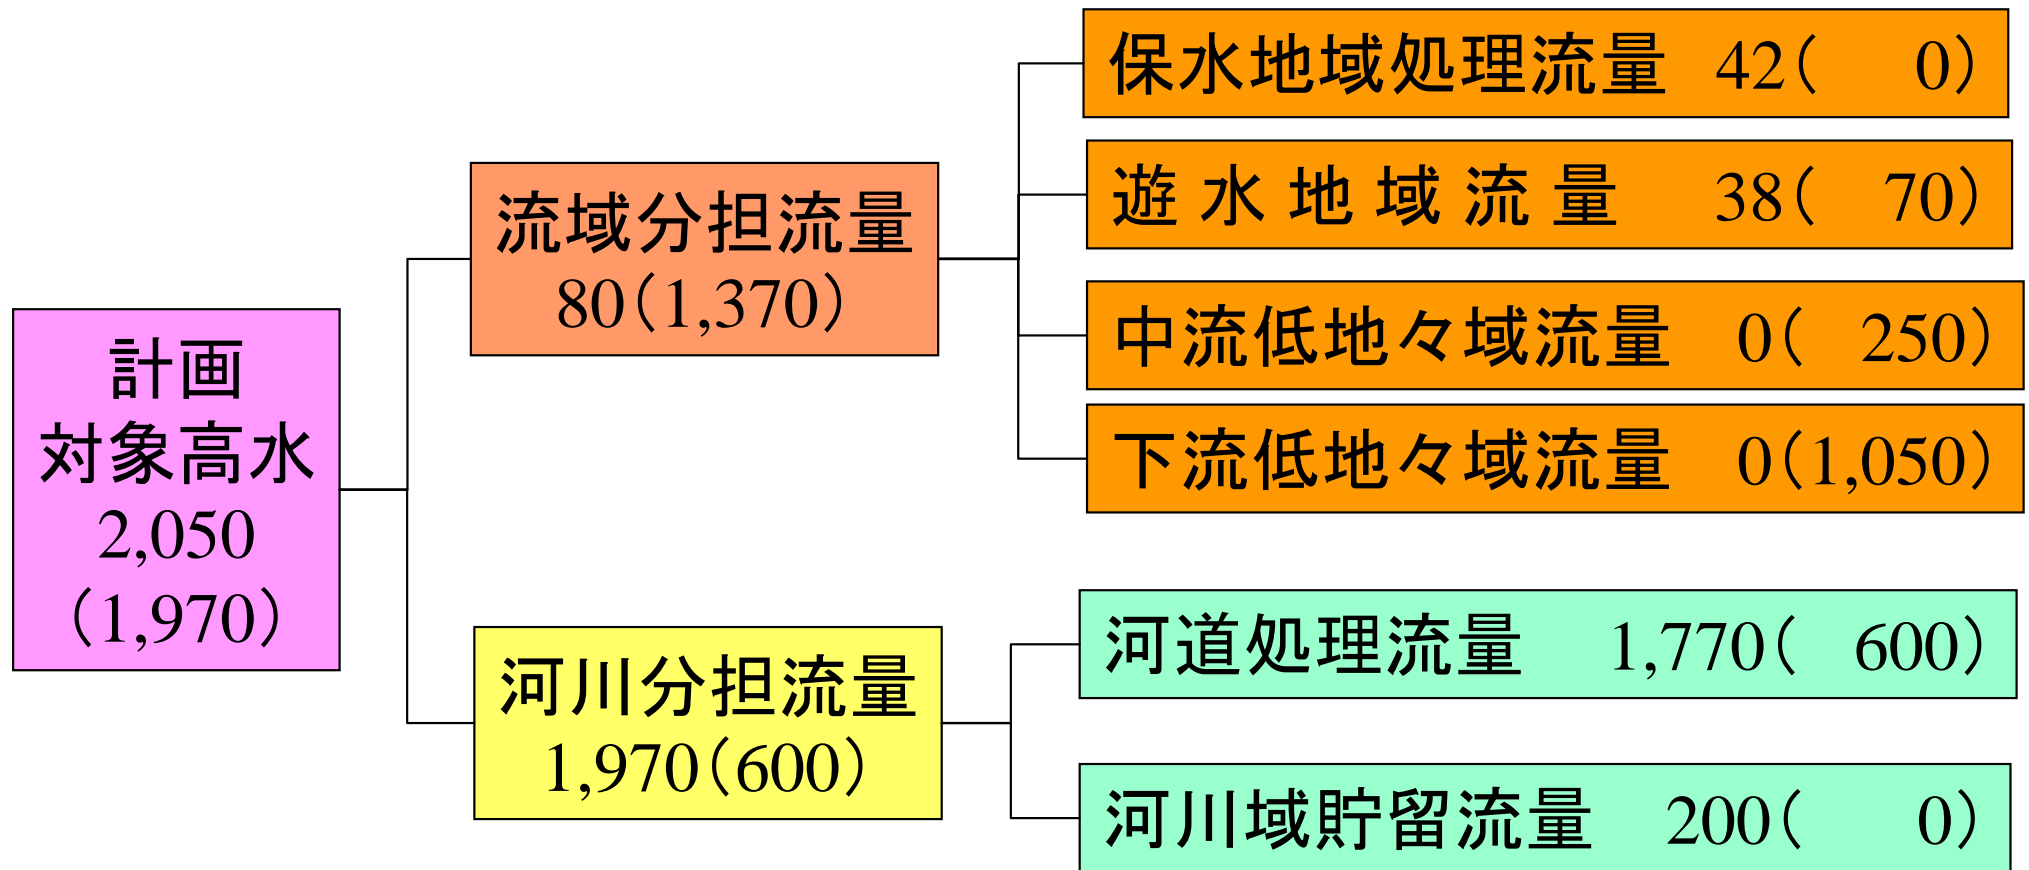 計画
対象高水
2,050
（1,970）
流域分担流量
80（1,370）
河川分担流量
1,970（600）
保水地域処理流量 42（ 0）
遊水地域流量 38（ 70）
中流低地々域流量 0（ 250）
下流低地々域流量 0（1,050）
河道処理流量 1,770（ 600）
河川域貯留流量 200（ 0）